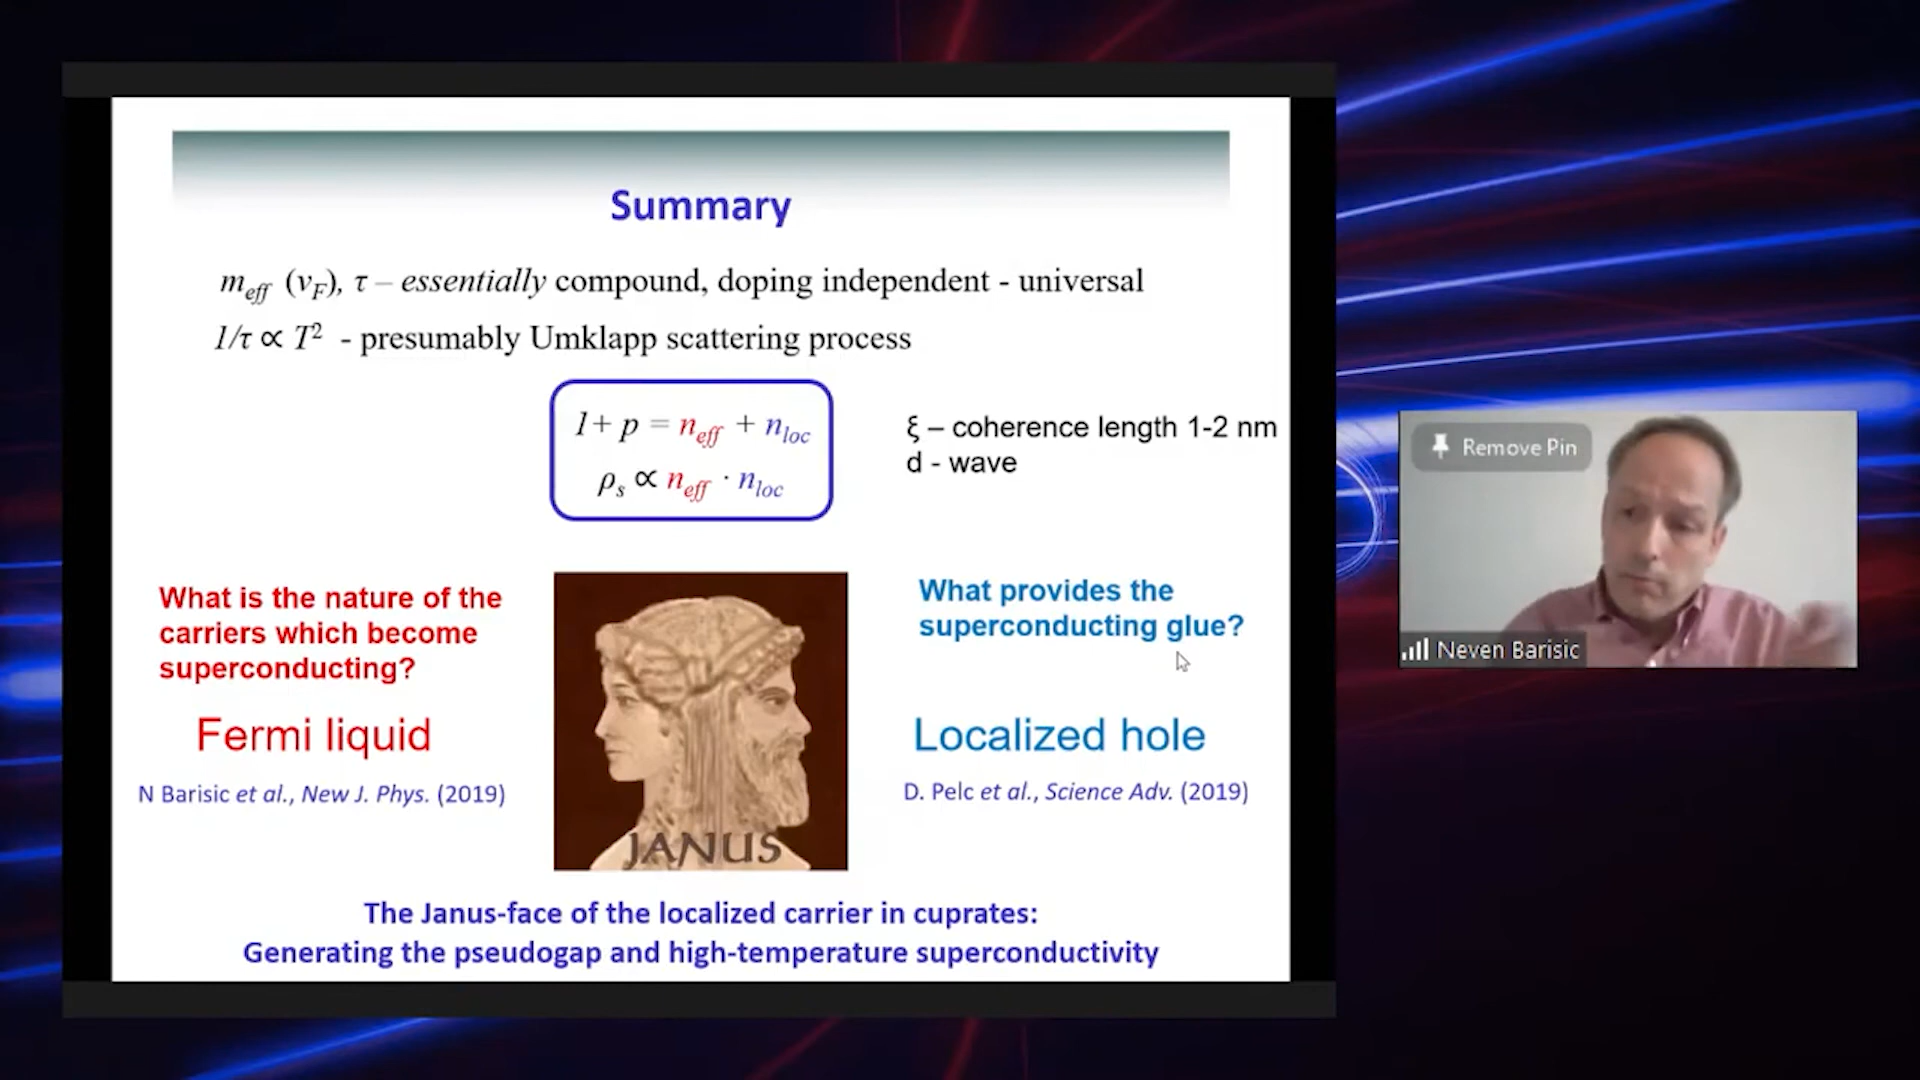 Summary
m_eff (v_F), τ – essentially compound, doping independent - universal
1/τ ∝ T² - presumably Umklapp scattering process
1+ p = n_eff + n_loc
ρ_s ∝ n_eff · n_loc
ξ – coherence length 1-2 nm
d - wave
What is the nature of the
carriers which become
superconducting?
Fermi liquid
N Barisic et al., New J. Phys. (2019)
JANUS
What provides the
superconducting glue?
Localized hole
D. Pelc et al., Science Adv. (2019)
The Janus-face of the localized carrier in cuprates:
Generating the pseudogap and high-temperature superconductivity
Remove Pin
Neven Barisic